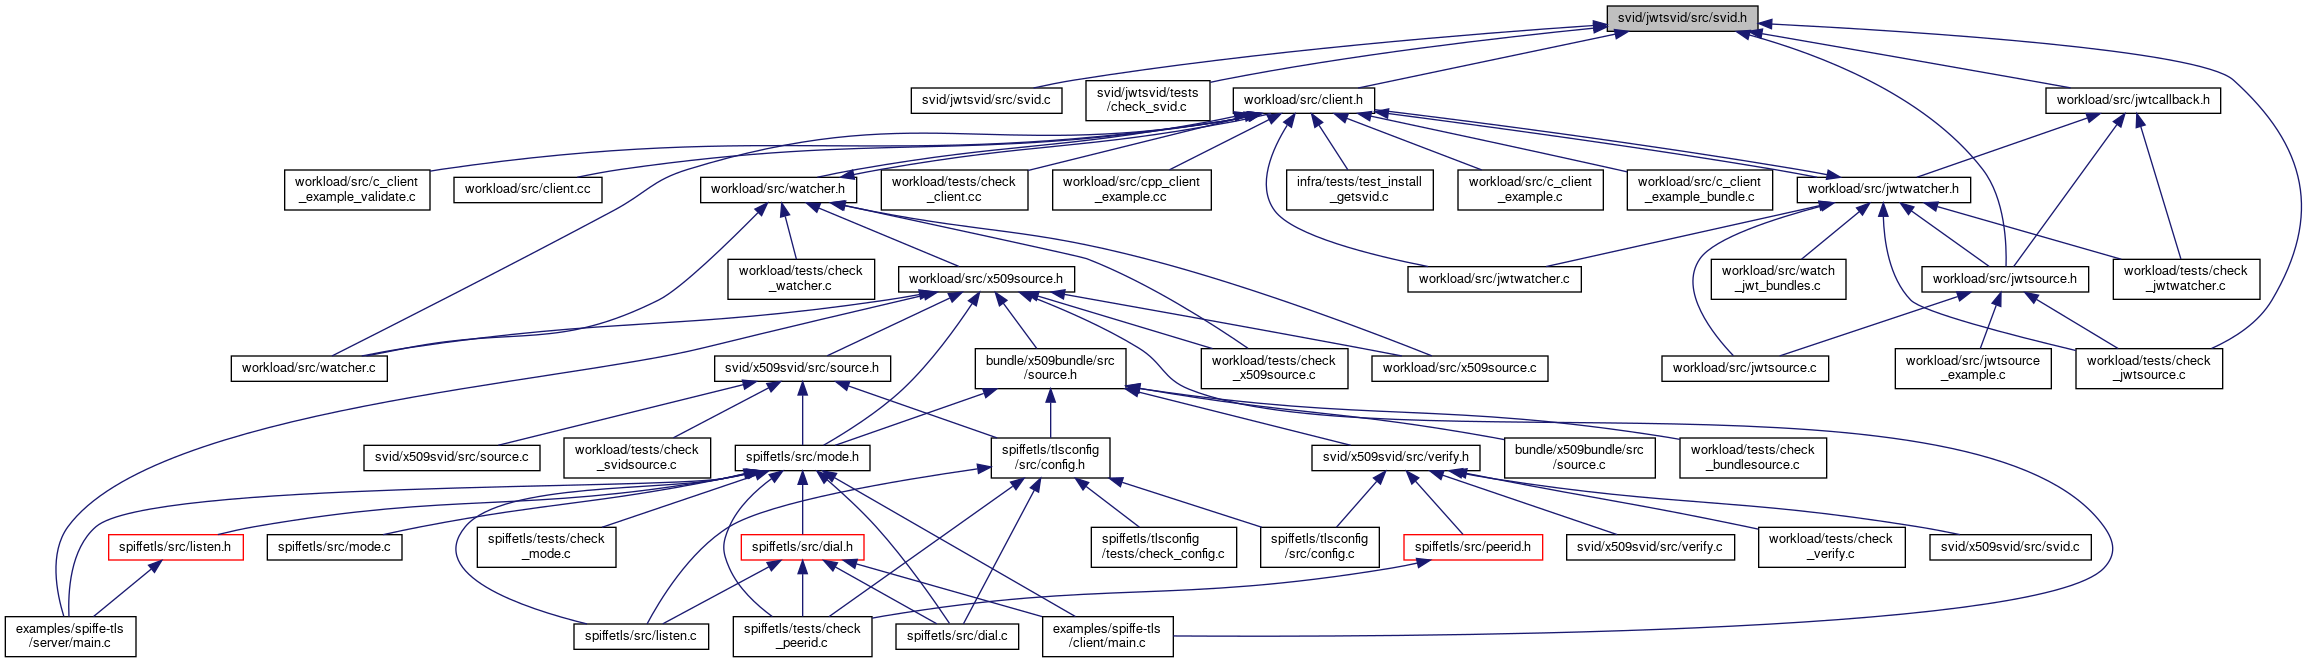 svid/jwtsvid/src/svid.h
svid/jwtsvid/src/svid.c
svid/jwtsvid/tests
/check_svid.c
workload/src/client.h
workload/src/jwtcallback.h
workload/src/c_client
_example_validate.c
workload/src/client.cc
workload/src/watcher.h
workload/tests/check
_client.cc
workload/src/cpp_client
_example.cc
infra/tests/test_install
_getsvid.c
workload/src/c_client
_example.c
workload/src/c_client
_example_bundle.c
workload/src/jwtwatcher.h
workload/tests/check
_watcher.c
workload/src/x509source.h
workload/src/jwtwatcher.c
workload/src/watch
_jwt_bundles.c
workload/src/jwtsource.h
workload/tests/check
_jwtwatcher.c
workload/src/watcher.c
svid/x509svid/src/source.h
bundle/x509bundle/src
/source.h
workload/tests/check
_x509source.c
workload/src/x509source.c
workload/src/jwtsource.c
workload/src/jwtsource
_example.c
workload/tests/check
_jwtsource.c
svid/x509svid/src/source.c
workload/tests/check
_svidsource.c
spiffetls/src/mode.h
spiffetls/tlsconfig
/src/config.h
svid/x509svid/src/verify.h
bundle/x509bundle/src
/source.c
workload/tests/check
_bundlesource.c
spiffetls/src/listen.h
spiffetls/src/mode.c
spiffetls/tests/check
_mode.c
spiffetls/src/dial.h
spiffetls/tlsconfig
/tests/check_config.c
spiffetls/tlsconfig
/src/config.c
spiffetls/src/peerid.h
svid/x509svid/src/verify.c
workload/tests/check
_verify.c
svid/x509svid/src/svid.c
examples/spiffe-tls
/server/main.c
spiffetls/src/listen.c
spiffetls/tests/check
_peerid.c
spiffetls/src/dial.c
examples/spiffe-tls
/client/main.c